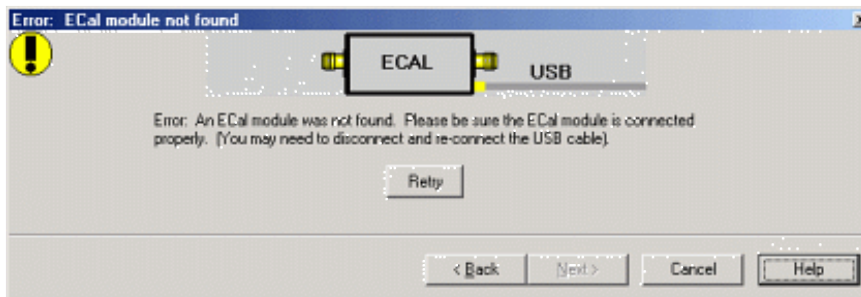 Error: ECal module not found
ECAL
USB
Error: An ECal module was not found. Please be sure the ECal module is connected
properly. (You may need to disconnect and re-connect the USB cable).
Retry
< Back
Next >
Cancel
Help